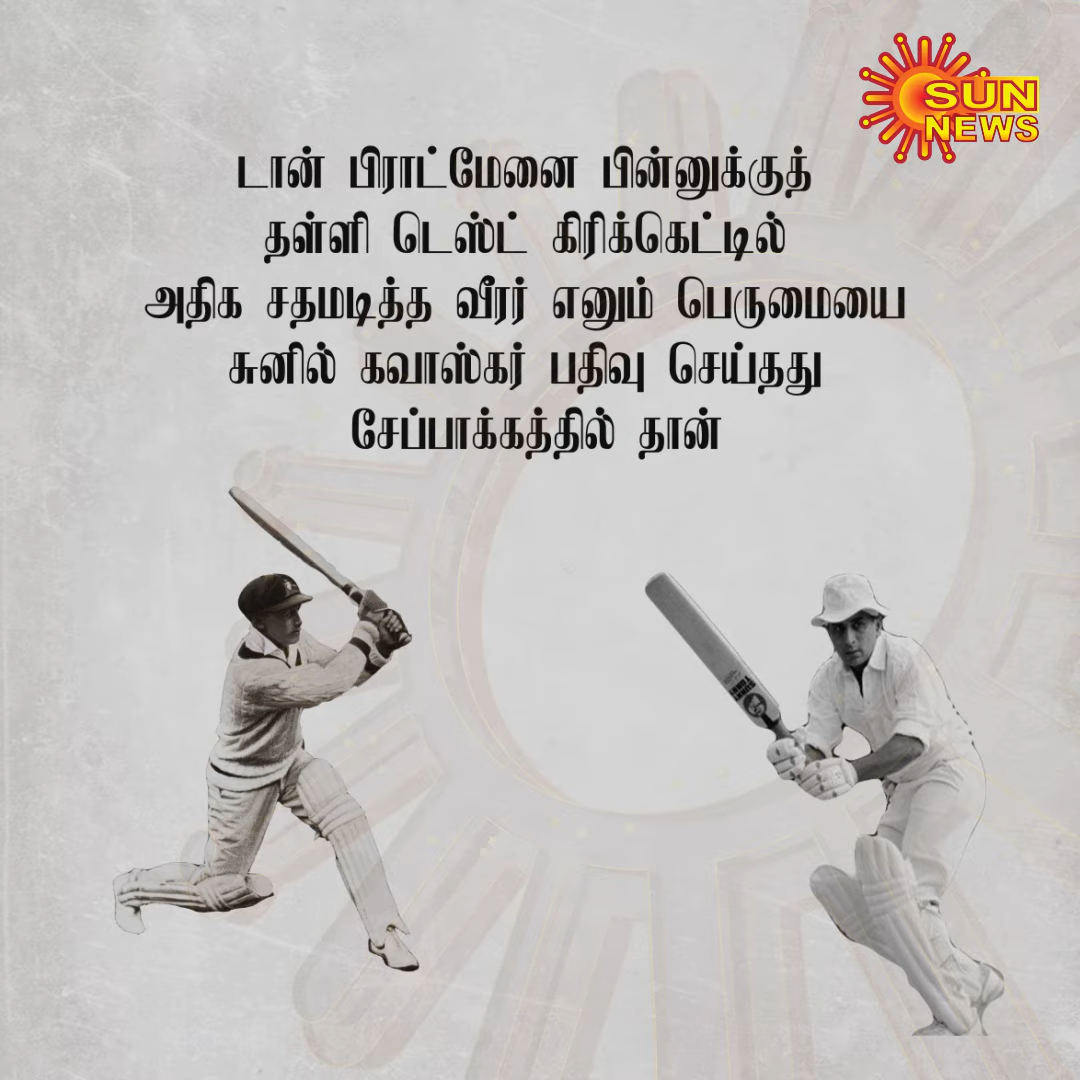 SUN
NEWS
டான் பிராட்மேனை பின்னுக்குத்
தள்ளி டெஸ்ட் கிரிக்கெட்டில்
அதிக சதமடித்த வீரர் எனும் பெருமையை
சுனில் கவாஸ்கர் பதிவு செய்தது
சேப்பாக்கத்தில் தான்